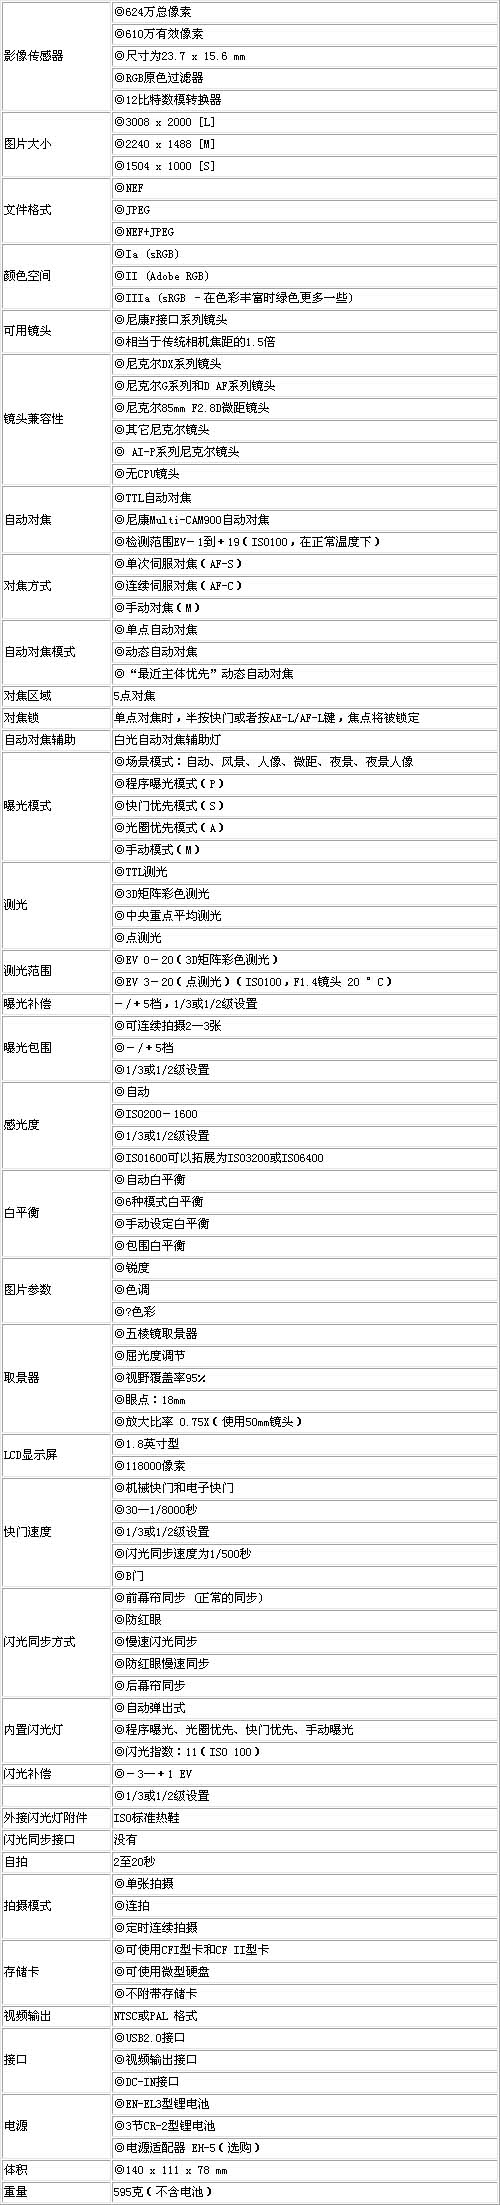 影像传感器
◎624万总像素
◎610万有效像素
◎尺寸为23.7 x 15.6 mm
◎RGB原色过滤器
◎12比特数模转换器
图片大小
◎3008 x 2000 [L]
◎2240 x 1488 [M]
◎1504 x 1000 [S]
文件格式
◎NEF
◎JPEG
◎NEF+JPEG
颜色空间
◎Ia (sRGB)
◎II (Adobe RGB)
◎IIIa (sRGB －在色彩丰富时绿色更多一些)
可用镜头
◎尼康F接口系列镜头
◎相当于传统相机焦距的1.5倍
镜头兼容性
◎尼克尔DX系列镜头
◎尼克尔G系列和D AF系列镜头
◎尼克尔85mm F2.8D微距镜头
◎其它尼克尔镜头
◎ AI-P系列尼克尔镜头
◎无CPU镜头
自动对焦
◎TTL自动对焦
◎尼康Multi-CAM900自动对焦
◎检测范围EV－1到＋19（ISO100，在正常温度下）
对焦方式
◎单次伺服对焦（AF-S）
◎连续伺服对焦（AF-C）
◎手动对焦（M）
自动对焦模式
◎单点自动对焦
◎动态自动对焦
◎“最近主体优先”动态自动对焦
对焦区域
5点对焦
对焦锁
单点对焦时，半按快门或者按AE-L/AF-L键，焦点将被锁定
自动对焦辅助
白光自动对焦辅助灯
曝光模式
◎场景模式：自动、风景、人像、微距、夜景、夜景人像
◎程序曝光模式（P）
◎快门优先模式（S）
◎光圈优先模式（A）
◎手动模式（M）
测光
◎TTL测光
◎3D矩阵彩色测光
◎中央重点平均测光
◎点测光
测光范围
◎EV 0－20（3D矩阵彩色测光）
◎EV 3－20（点测光）（ISO100，F1.4镜头 20 °C）
曝光补偿
－/＋5档，1/3或1/2级设置
曝光包围
◎可连续拍摄2—3张
◎－/＋5档
◎1/3或1/2级设置
感光度
◎自动
◎ISO200－1600
◎1/3或1/2级设置
◎ISO1600可以拓展为ISO3200或ISO6400
白平衡
◎自动白平衡
◎6种模式白平衡
◎手动设定白平衡
◎包围白平衡
图片参数
◎锐度
◎色调
◎?色彩
取景器
◎五棱镜取景器
◎屈光度调节
◎视野覆盖率95%
◎眼点：18mm
◎放大比率 0.75X（使用50mm镜头）
LCD显示屏
◎1.8英寸型
◎118000像素
快门速度
◎机械快门和电子快门
◎30—1/8000秒
◎1/3或1/2级设置
◎闪光同步速度为1/500秒
◎B门
闪光同步方式
◎前幕帘同步 (正常的同步)
◎防红眼
◎慢速闪光同步
◎防红眼慢速同步
◎后幕帘同步
内置闪光灯
◎自动弹出式
◎程序曝光、光圈优先、快门优先、手动曝光
◎闪光指数：11（ISO 100）
闪光补偿
◎－3—＋1 EV
◎1/3或1/2级设置
外接闪光灯附件
ISO标准热鞋
闪光同步接口
没有
自拍
2至20秒
拍摄模式
◎单张拍摄
◎连拍
◎定时连续拍摄
存储卡
◎可使用CFI型卡和CF II型卡
◎可使用微型硬盘
◎不附带存储卡
视频输出
NTSC或PAL 格式
接口
◎USB2.0接口
◎视频输出接口
◎DC-IN接口
电源
◎EN-EL3型锂电池
◎3节CR-2型锂电池
◎电源适配器 EH-5（选购）
体积
◎140 x 111 x 78 mm
重量
595克（不含电池）